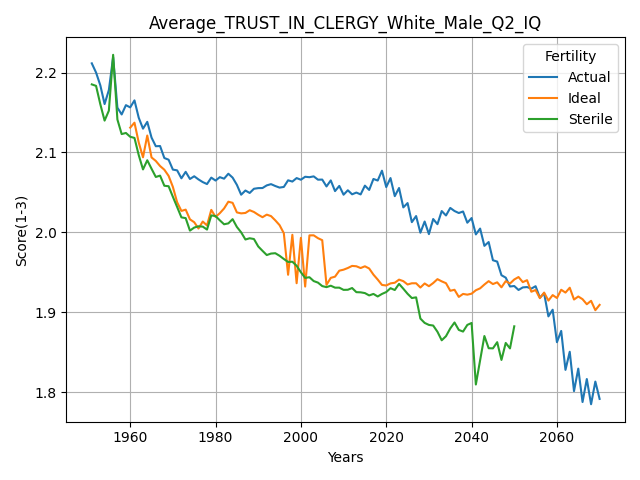 Average_TRUST_IN_CLERGY_White_Male_Q2_IQ
Fertility
Actual
Ideal
Sterile
Score(1-3)
2.2
2.1
2.0
1.9
1.8
1960
1980
2000
2020
2040
2060
Years